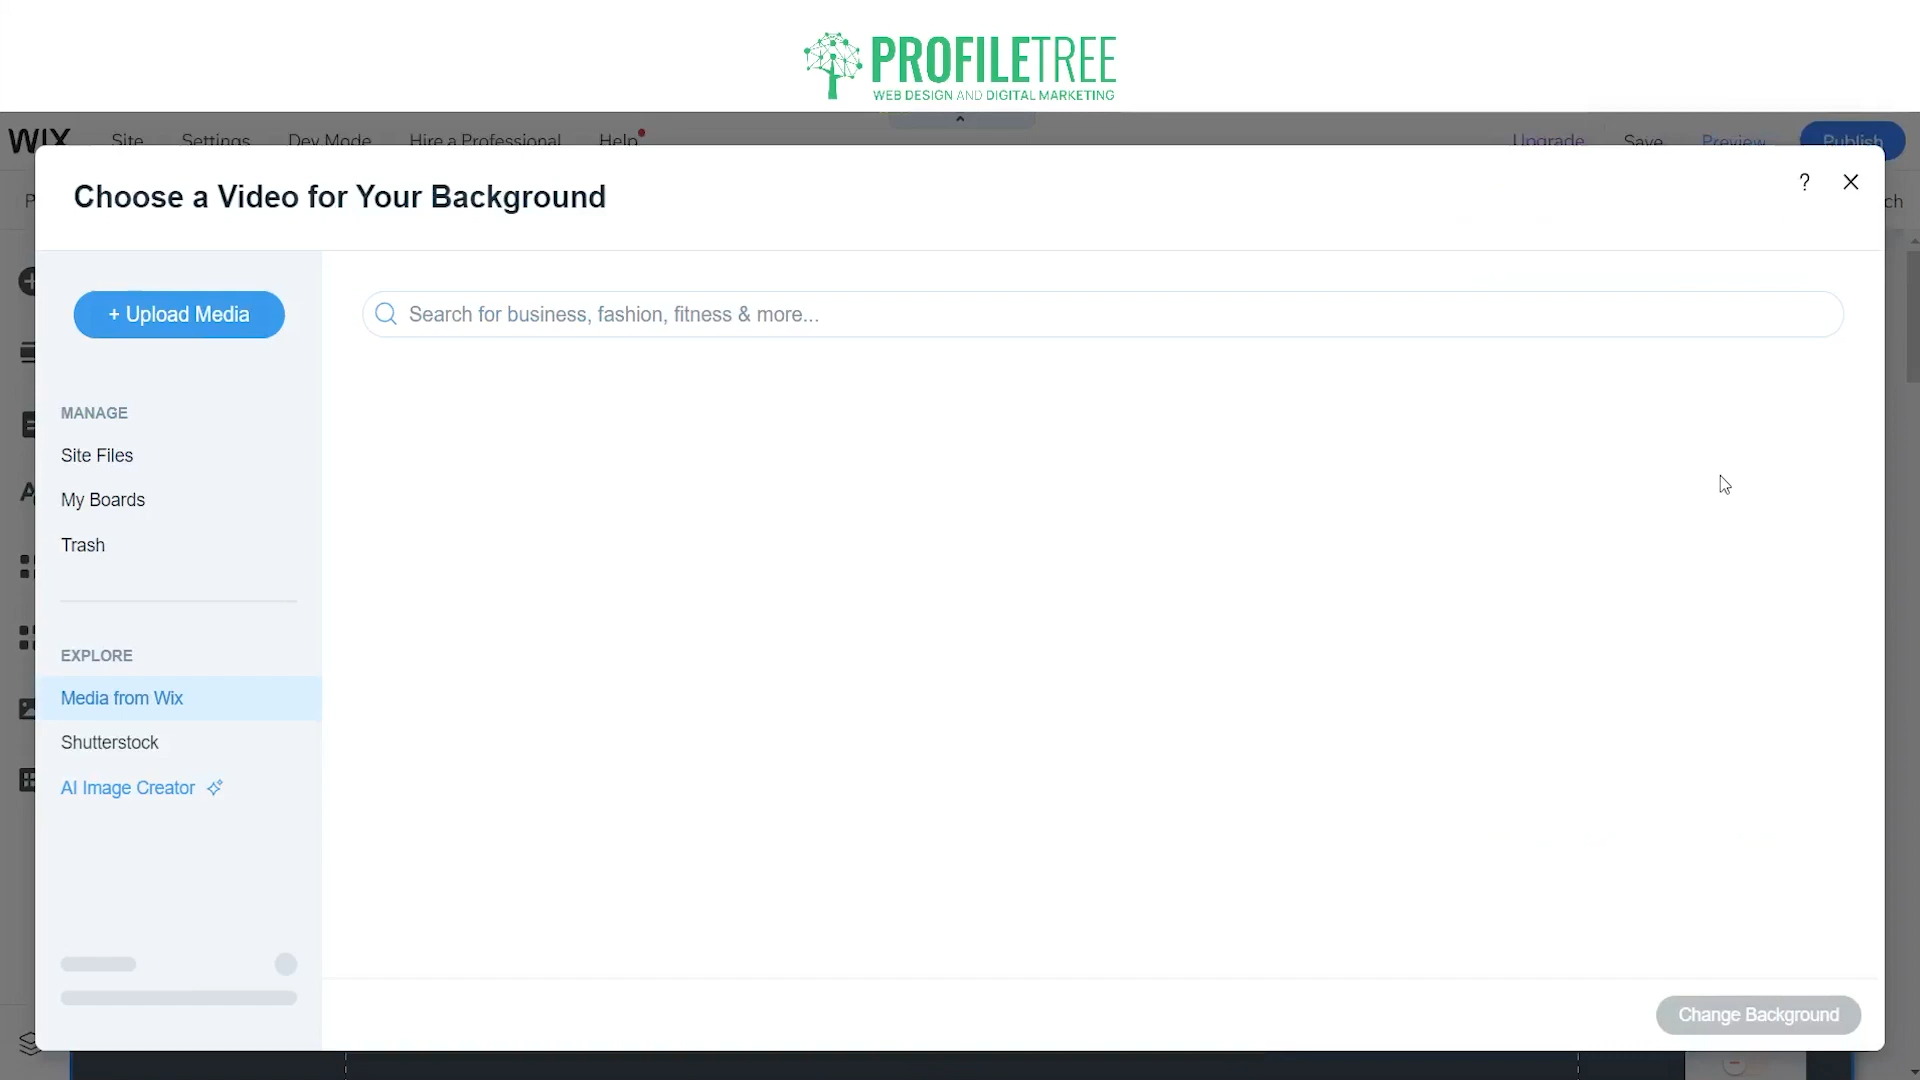 PROFILETREE
WEB DESIGN AND DIGITAL MARKETING
WIX Site Settings Dev Mode Hire a Professional Help Upgrade Save Preview Publish
Choose a Video for Your Background ? ×
+ Upload Media
Search for business, fashion, fitness & more...
MANAGE
Site Files
My Boards
Trash
EXPLORE
Media from Wix
Shutterstock
AI Image Creator
Change Background